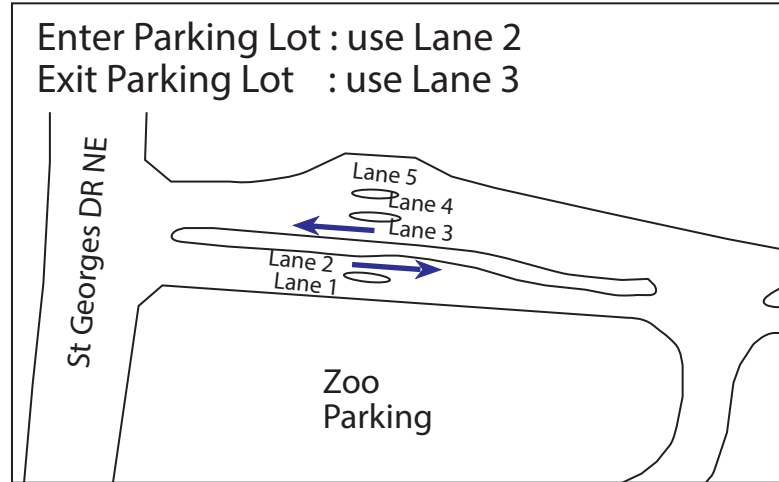 Enter Parking Lot : use Lane 2
Exit Parking Lot : use Lane 3
St Georges DR NE
Lane 5
Lane 4
Lane 3
Lane 2
Lane 1
Zoo
Parking